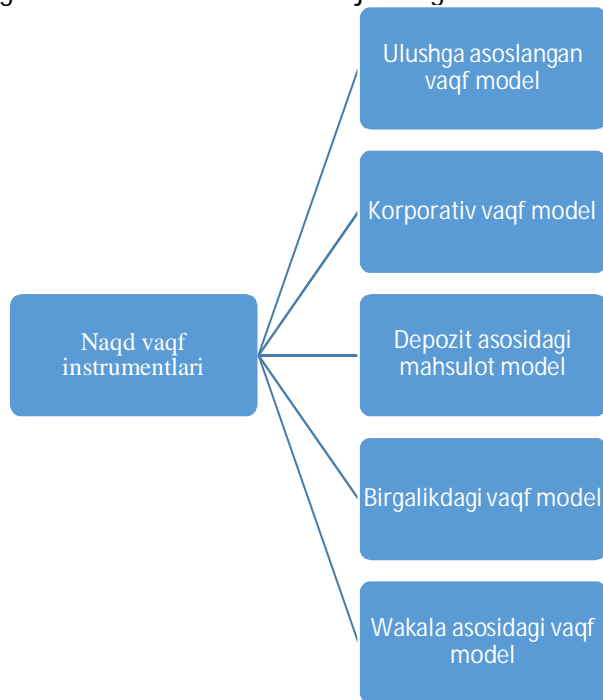 Ulushga asoslangan
vaqf model
Korporativ vaqf model
Naqd vaqf
instrumentlari
Depozit asosidagi
mahsulot model
Birgalikdagi vaqf model
Wakala asosidagi vaqf
model